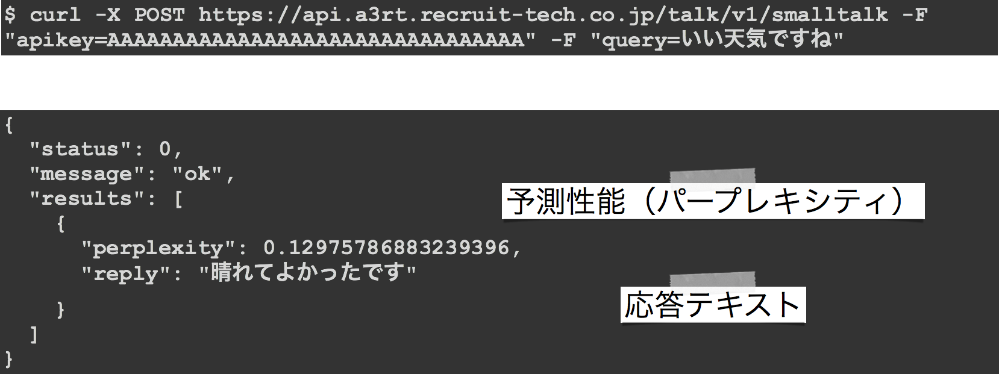 $ curl -X POST https://api.a3rt.recruit-tech.co.jp/talk/v1/smalltalk -F
"apikey=AAAAAAAAAAAAAAAAAAAAAAAAAAAAAAAAAAAAAA" -F "query=いい天気ですね"
{
"status": 0,
"message": "ok",
"results": [
予測性能（パープレキシティ）
{
"perplexity": 0.12975786883239396,
"reply": "晴れてよかったです"
応答テキスト
}
]
}